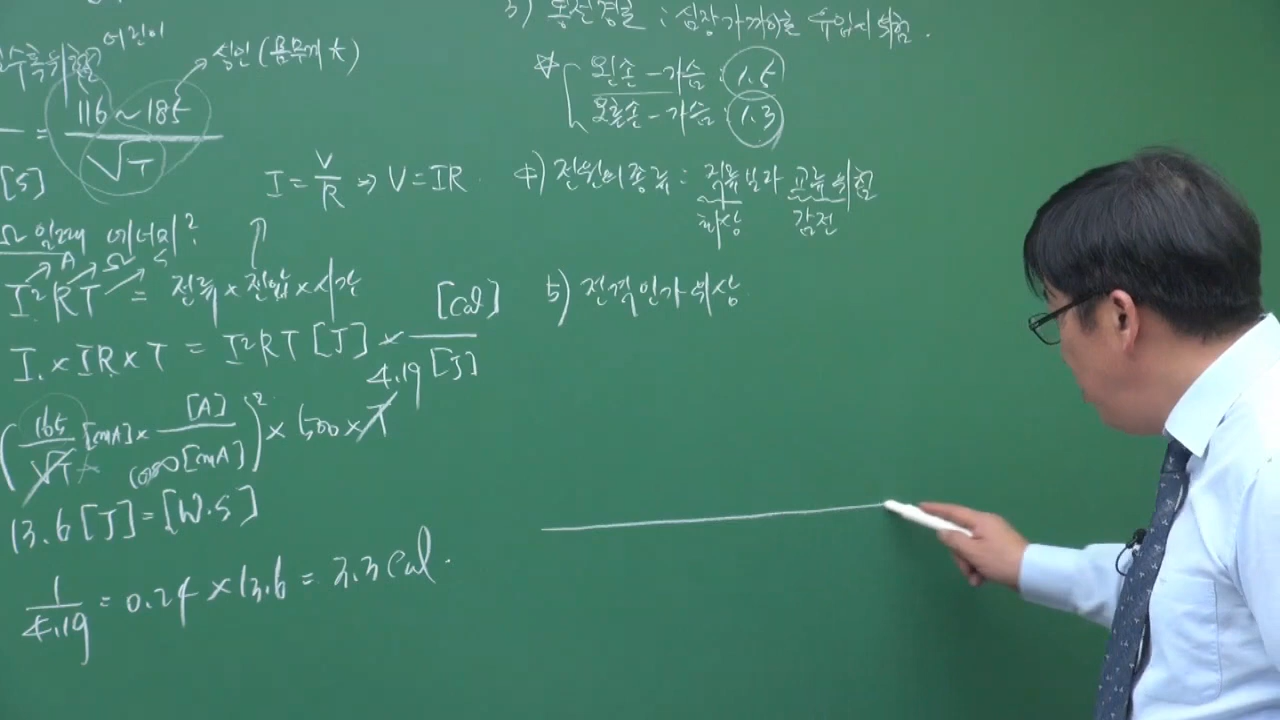 어린이
성인 (몸무게 ★)
= 116 ~ 185 / √T
[s]
I = V/R → V = IR
Ω 일때 에너지?
A Ω s
I²RT = 전류 × 전압 × 시간
I × IR × T = I²RT [J] × [cal] / 4.19 [J]
(165/√T [mA] × [A] / 1000 [mA])² × 500 × T
13.6 [J] = [W·s]
1/4.19 = 0.24 × 13.6 = 3.3 cal.
3) 통전경로 : 심장 가까이를 유입시 위험.
왼손 - 가슴 : 1.5
오른손 - 가슴 : 1.3
4) 전원의 종류 : 직류보다 교류 위험
화상 감전
5) 전격인가위상